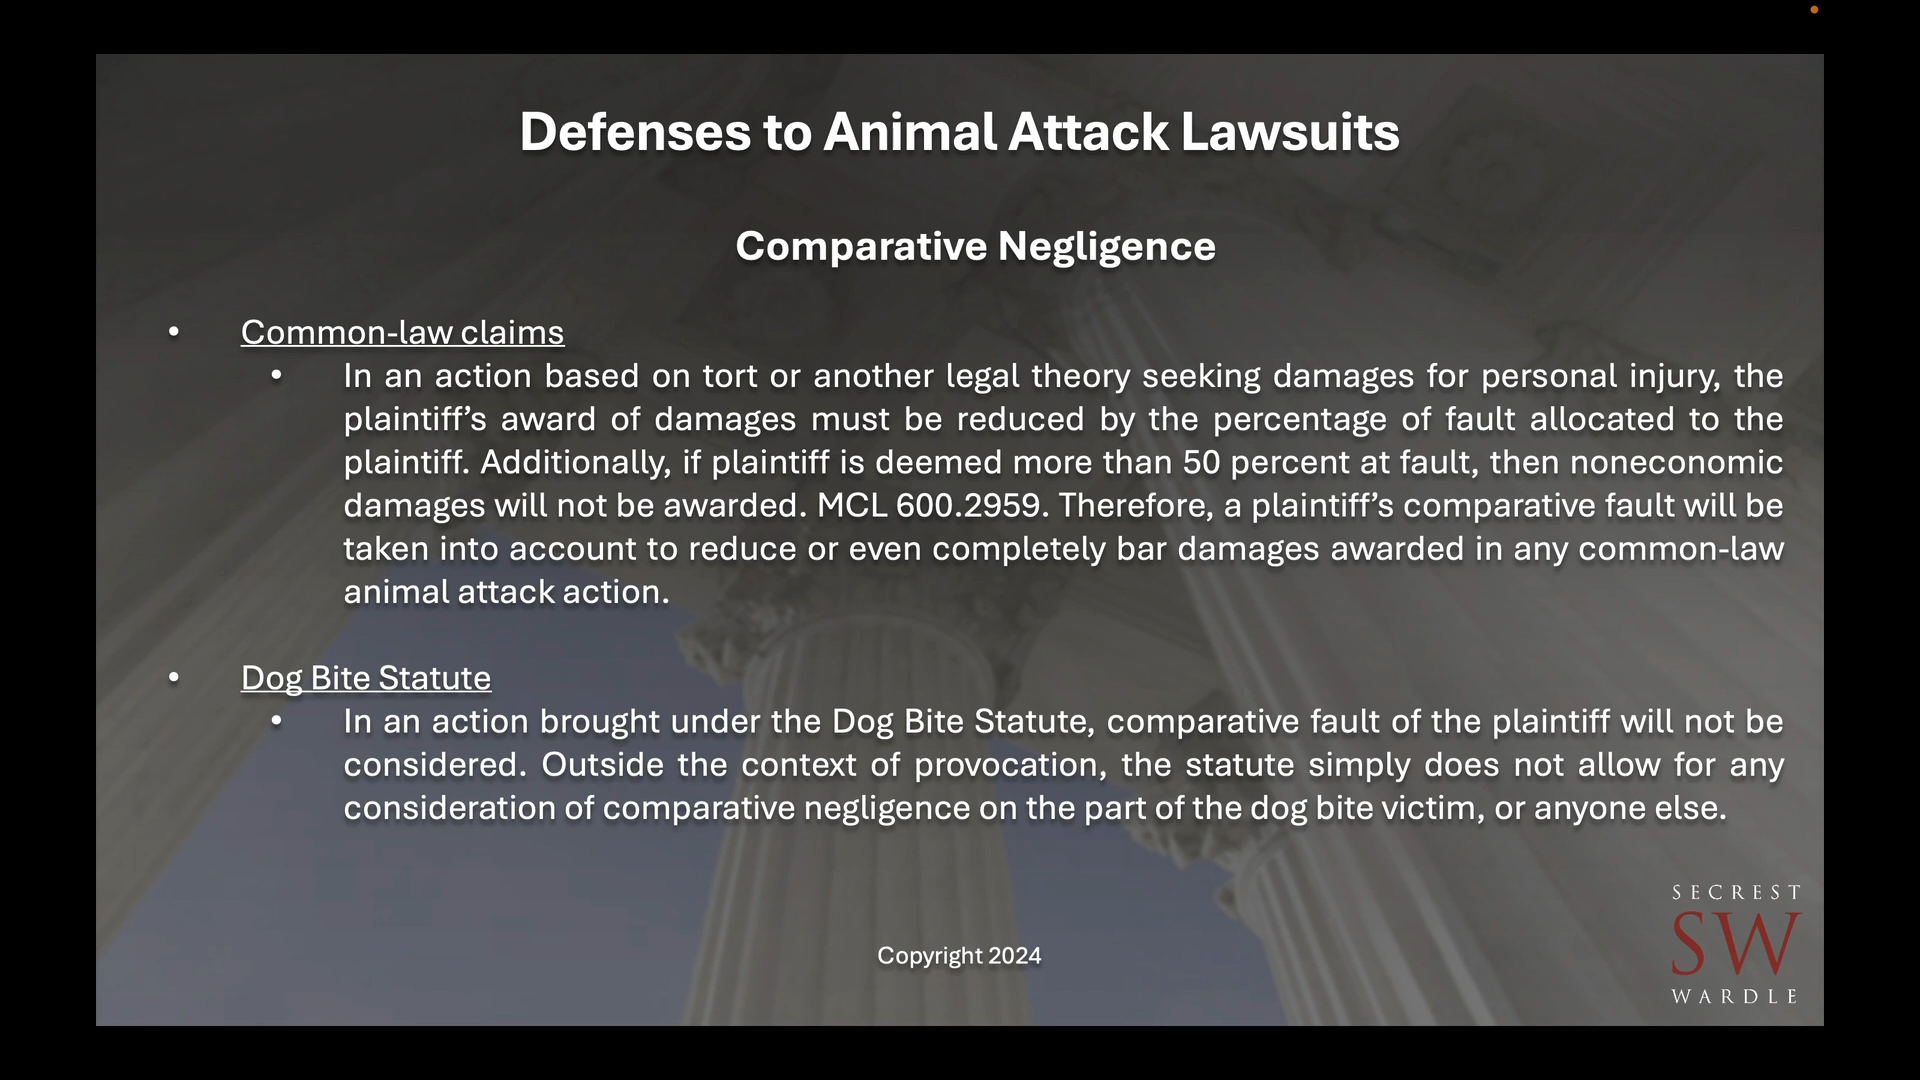 Defenses to Animal Attack Lawsuits
Comparative Negligence
• Common-law claims
• In an action based on tort or another legal theory seeking damages for personal injury, the
plaintiff’s award of damages must be reduced by the percentage of fault allocated to the
plaintiff. Additionally, if plaintiff is deemed more than 50 percent at fault, then noneconomic
damages will not be awarded. MCL 600.2959. Therefore, a plaintiff’s comparative fault will be
taken into account to reduce or even completely bar damages awarded in any common-law
animal attack action.
• Dog Bite Statute
• In an action brought under the Dog Bite Statute, comparative fault of the plaintiff will not be
considered. Outside the context of provocation, the statute simply does not allow for any
consideration of comparative negligence on the part of the dog bite victim, or anyone else.
Copyright 2024
SECREST
SW
WARDLE